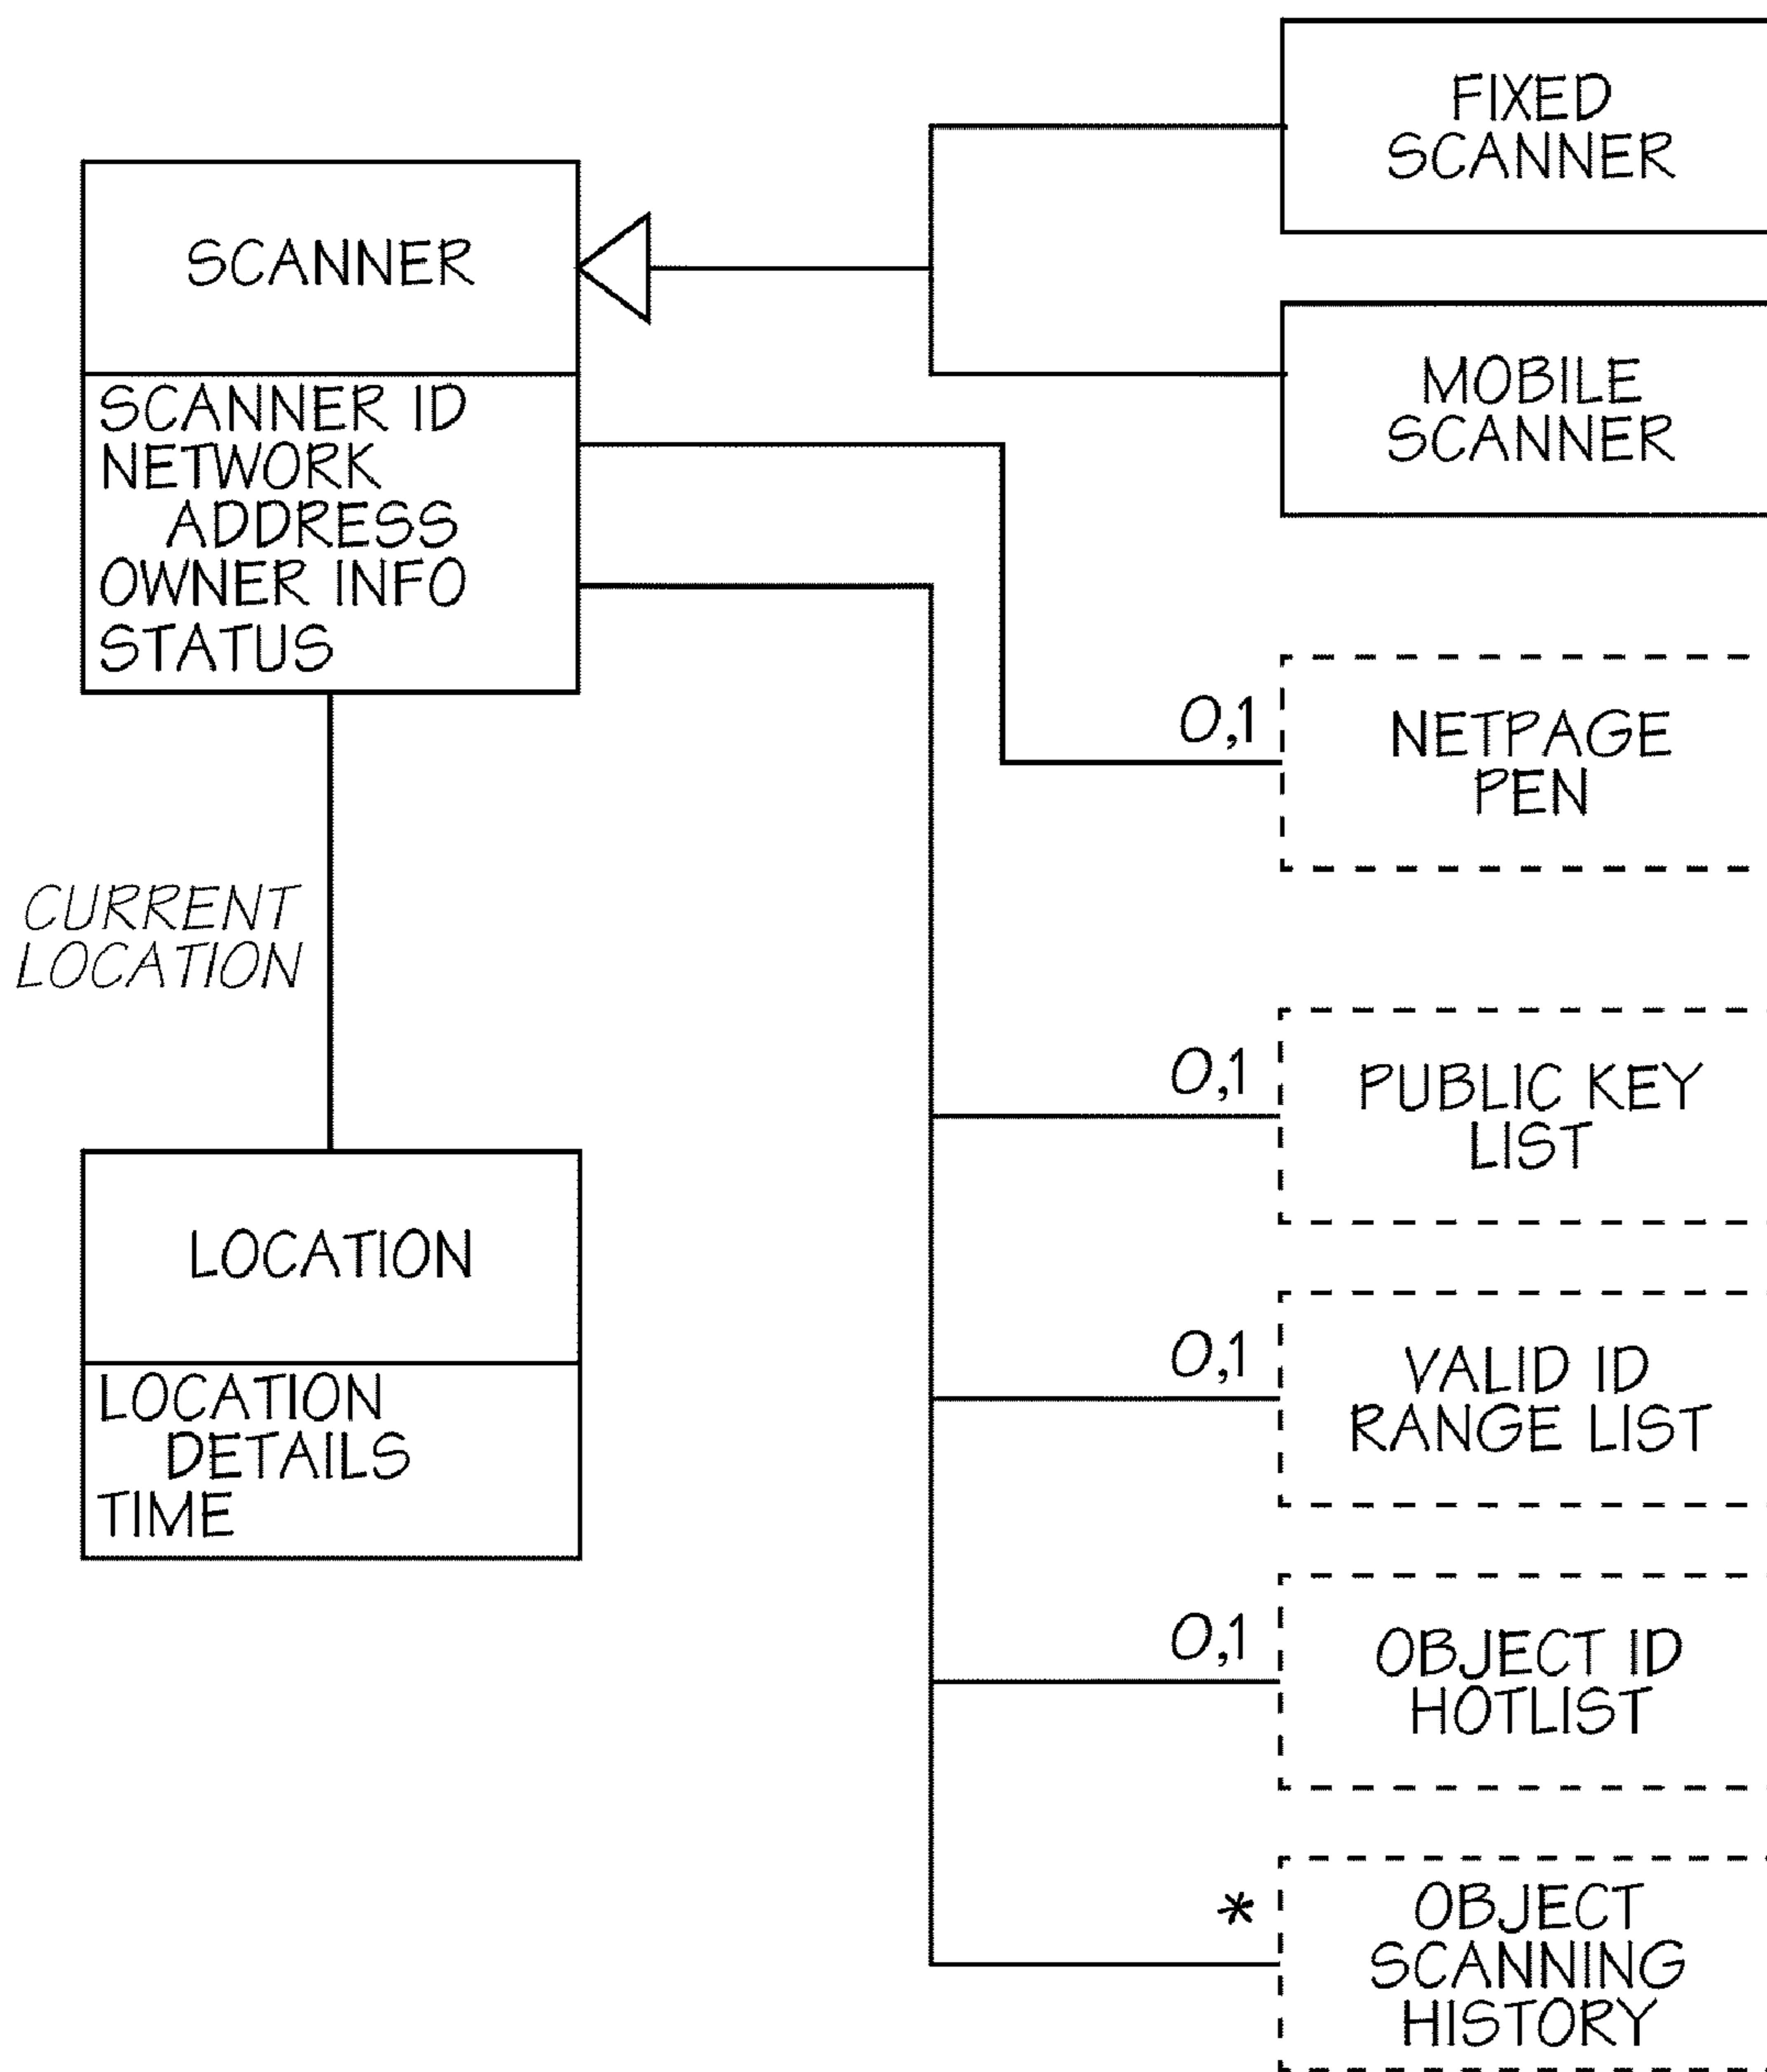 SCANNER
SCANNER ID
NETWORK
ADDRESS
OWNER INFO
STATUS
CURRENT
LOCATION
LOCATION
LOCATION
DETAILS
TIME
FIXED
SCANNER
MOBILE
SCANNER
0,1
NETPAGE
PEN
0,1
PUBLIC KEY
LIST
0,1
VALID ID
RANGE LIST
0,1
OBJECT ID
HOTLIST
*
OBJECT
SCANNING
HISTORY